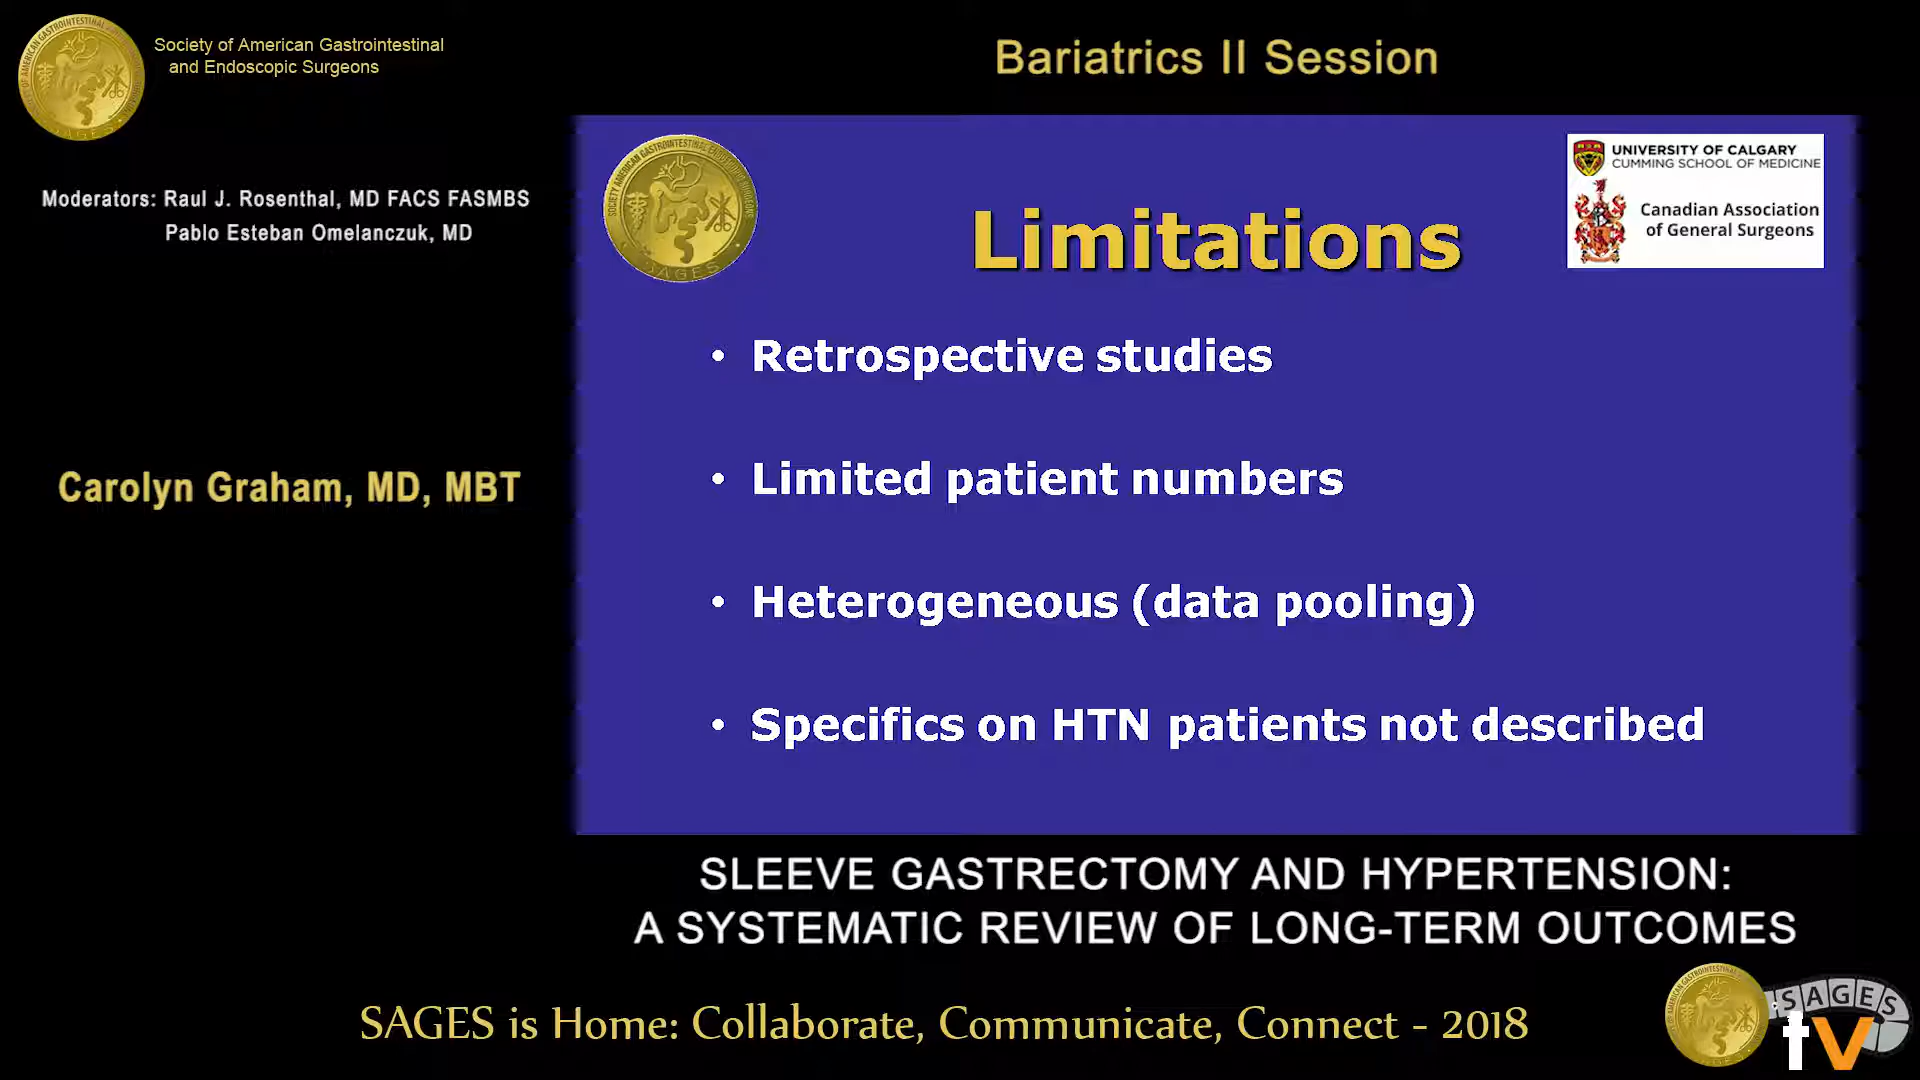 Society of American Gastrointestinal
and Endoscopic Surgeons
Bariatrics II Session
Moderators: Raul J. Rosenthal, MD FACS FASMBS
Pablo Esteban Omelanczuk, MD
Carolyn Graham, MD, MBT
UNIVERSITY OF CALGARY
CUMMING SCHOOL OF MEDICINE
Canadian Association
of General Surgeons
Limitations
• Retrospective studies
• Limited patient numbers
• Heterogeneous (data pooling)
• Specifics on HTN patients not described
SLEEVE GASTRECTOMY AND HYPERTENSION:
A SYSTEMATIC REVIEW OF LONG-TERM OUTCOMES
SAGES is Home: Collaborate, Communicate, Connect - 2018
SAGES
tv